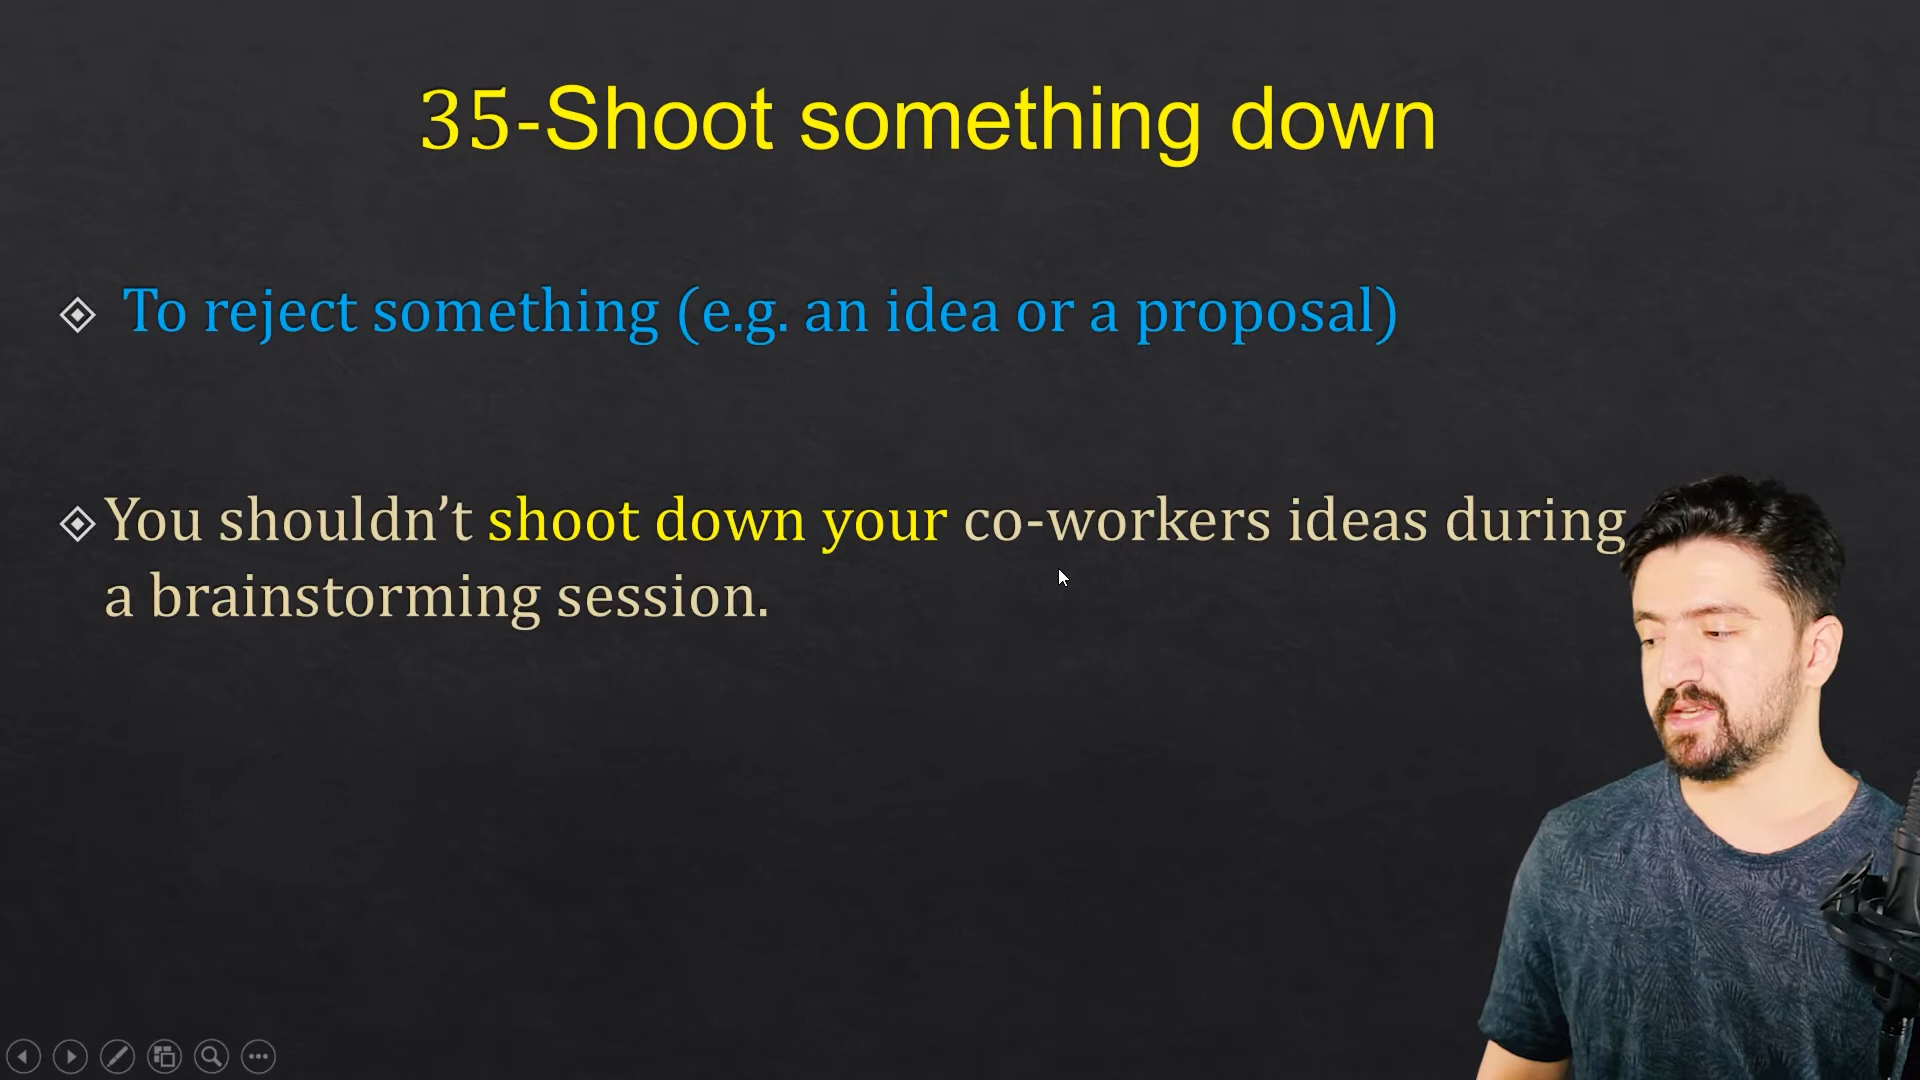 35-Shoot something down
To reject something (e.g. an idea or a proposal)
You shouldn’t shoot down your co-workers ideas during
a brainstorming session.